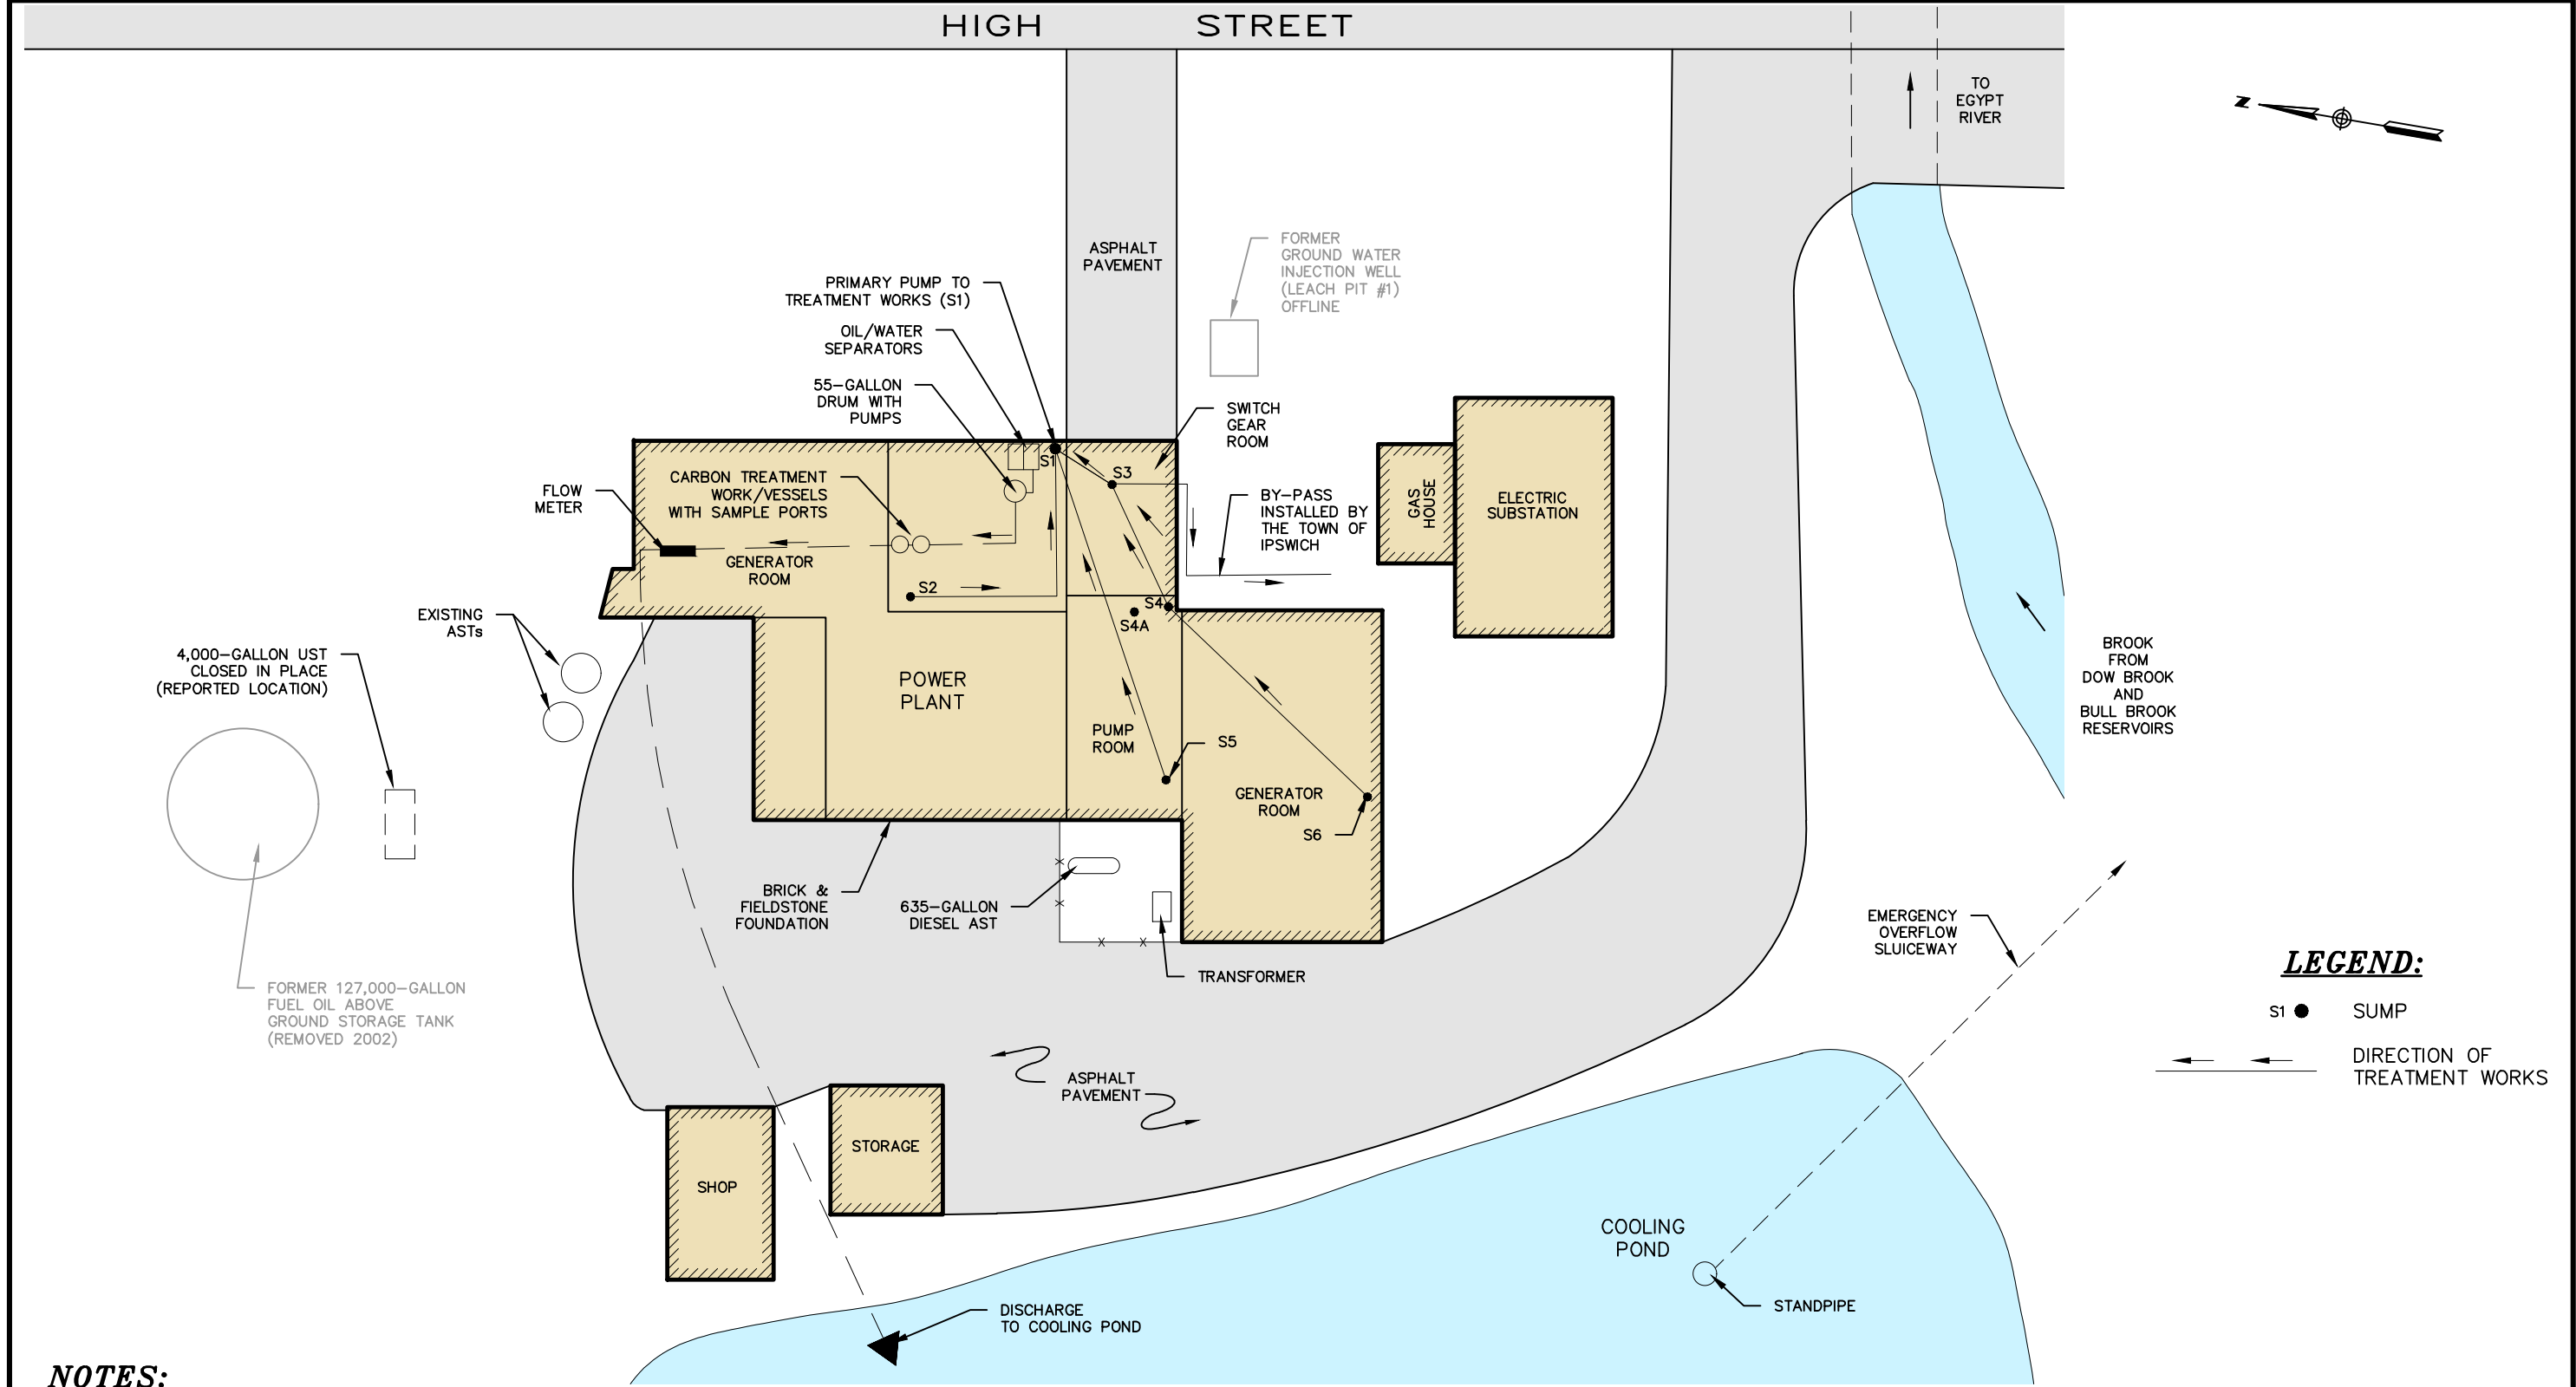 HIGH STREET
TO
EGYPT
RIVER
N
ASPHALT
PAVEMENT
FORMER
GROUND WATER
INJECTION WELL
(LEACH PIT #1)
OFFLINE
PRIMARY PUMP TO
TREATMENT WORKS (S1)
OIL/WATER
SEPARATORS
55-GALLON
DRUM WITH
PUMPS
SWITCH
GEAR
ROOM
S1
S3
CARBON TREATMENT
WORK/VESSELS
WITH SAMPLE PORTS
FLOW
METER
BY-PASS
INSTALLED BY
THE TOWN OF
IPSWICH
GAS
HOUSE
ELECTRIC
SUBSTATION
GENERATOR
ROOM
S2
S4
S4A
EXISTING
ASTs
4,000-GALLON UST
CLOSED IN PLACE
(REPORTED LOCATION)
POWER
PLANT
PUMP
ROOM
S5
GENERATOR
ROOM
S6
BROOK
FROM
DOW BROOK
AND
BULL BROOK
RESERVOIRS
BRICK &
FIELDSTONE
FOUNDATION
635-GALLON
DIESEL AST
TRANSFORMER
EMERGENCY
OVERFLOW
SLUICEWAY
FORMER 127,000-GALLON
FUEL OIL ABOVE
GROUND STORAGE TANK
(REMOVED 2002)
LEGEND:
S1 SUMP
DIRECTION OF
TREATMENT WORKS
ASPHALT
PAVEMENT
STORAGE
SHOP
COOLING
POND
STANDPIPE
DISCHARGE
TO COOLING POND
NOTES: